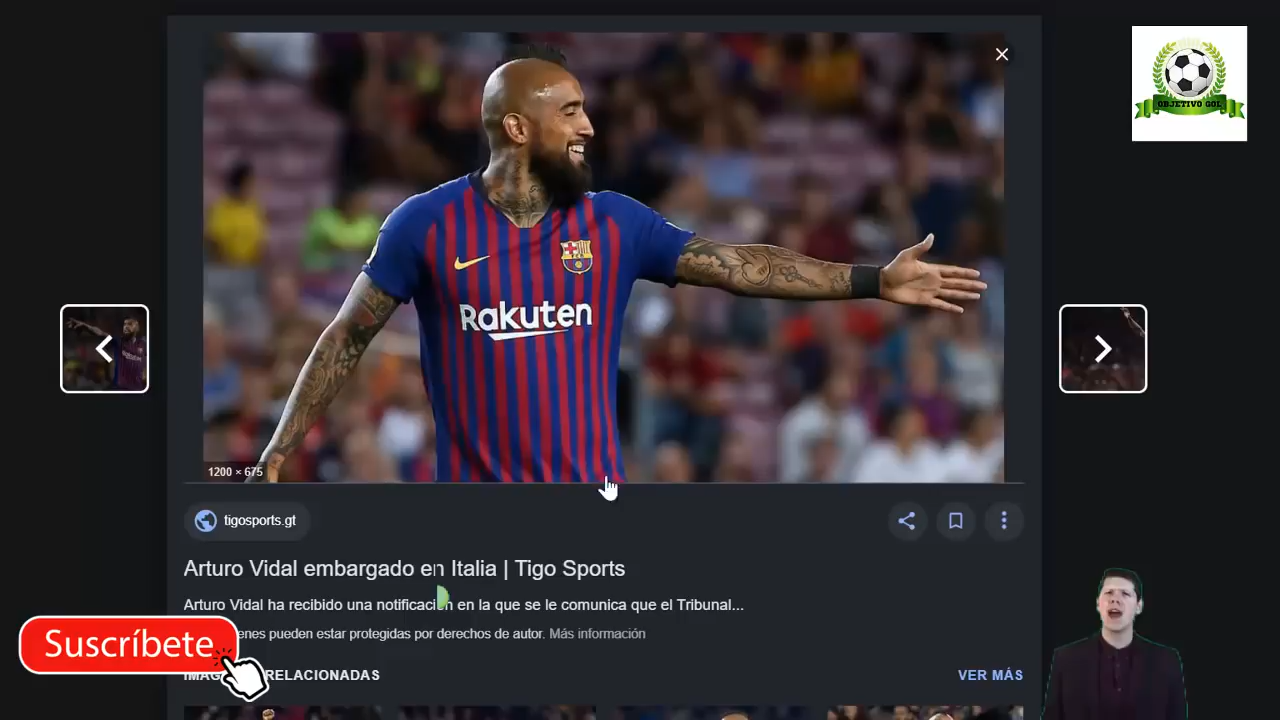 OBJETIVO GOL
Rakuten
1200 × 675
tigosports.gt
Arturo Vidal embargado en Italia | Tigo Sports
Arturo Vidal ha recibido una notificación en la que se le comunica que el Tribunal...
pueden estar protegidas por derechos de autor. Más información
Suscríbete
RELACIONADAS
VER MÁS